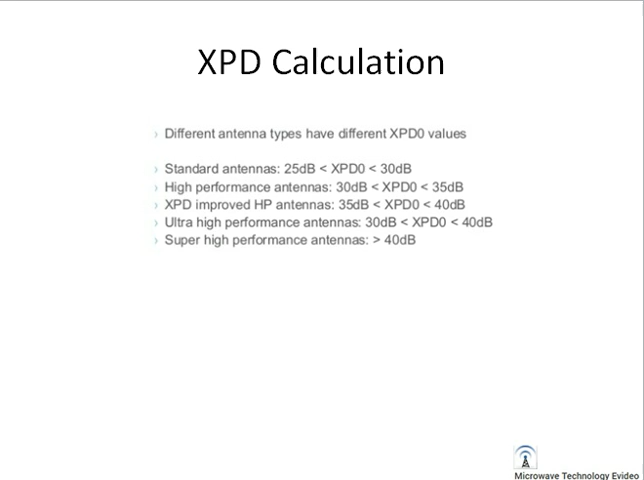 XPD Calculation
› Different antenna types have different XPD0 values
› Standard antennas: 25dB < XPD0 < 30dB
› High performance antennas: 30dB < XPD0 < 35dB
› XPD improved HP antennas: 35dB < XPD0 < 40dB
› Ultra high performance antennas: 30dB < XPD0 < 40dB
› Super high performance antennas: > 40dB
Microwave Technology Evideo